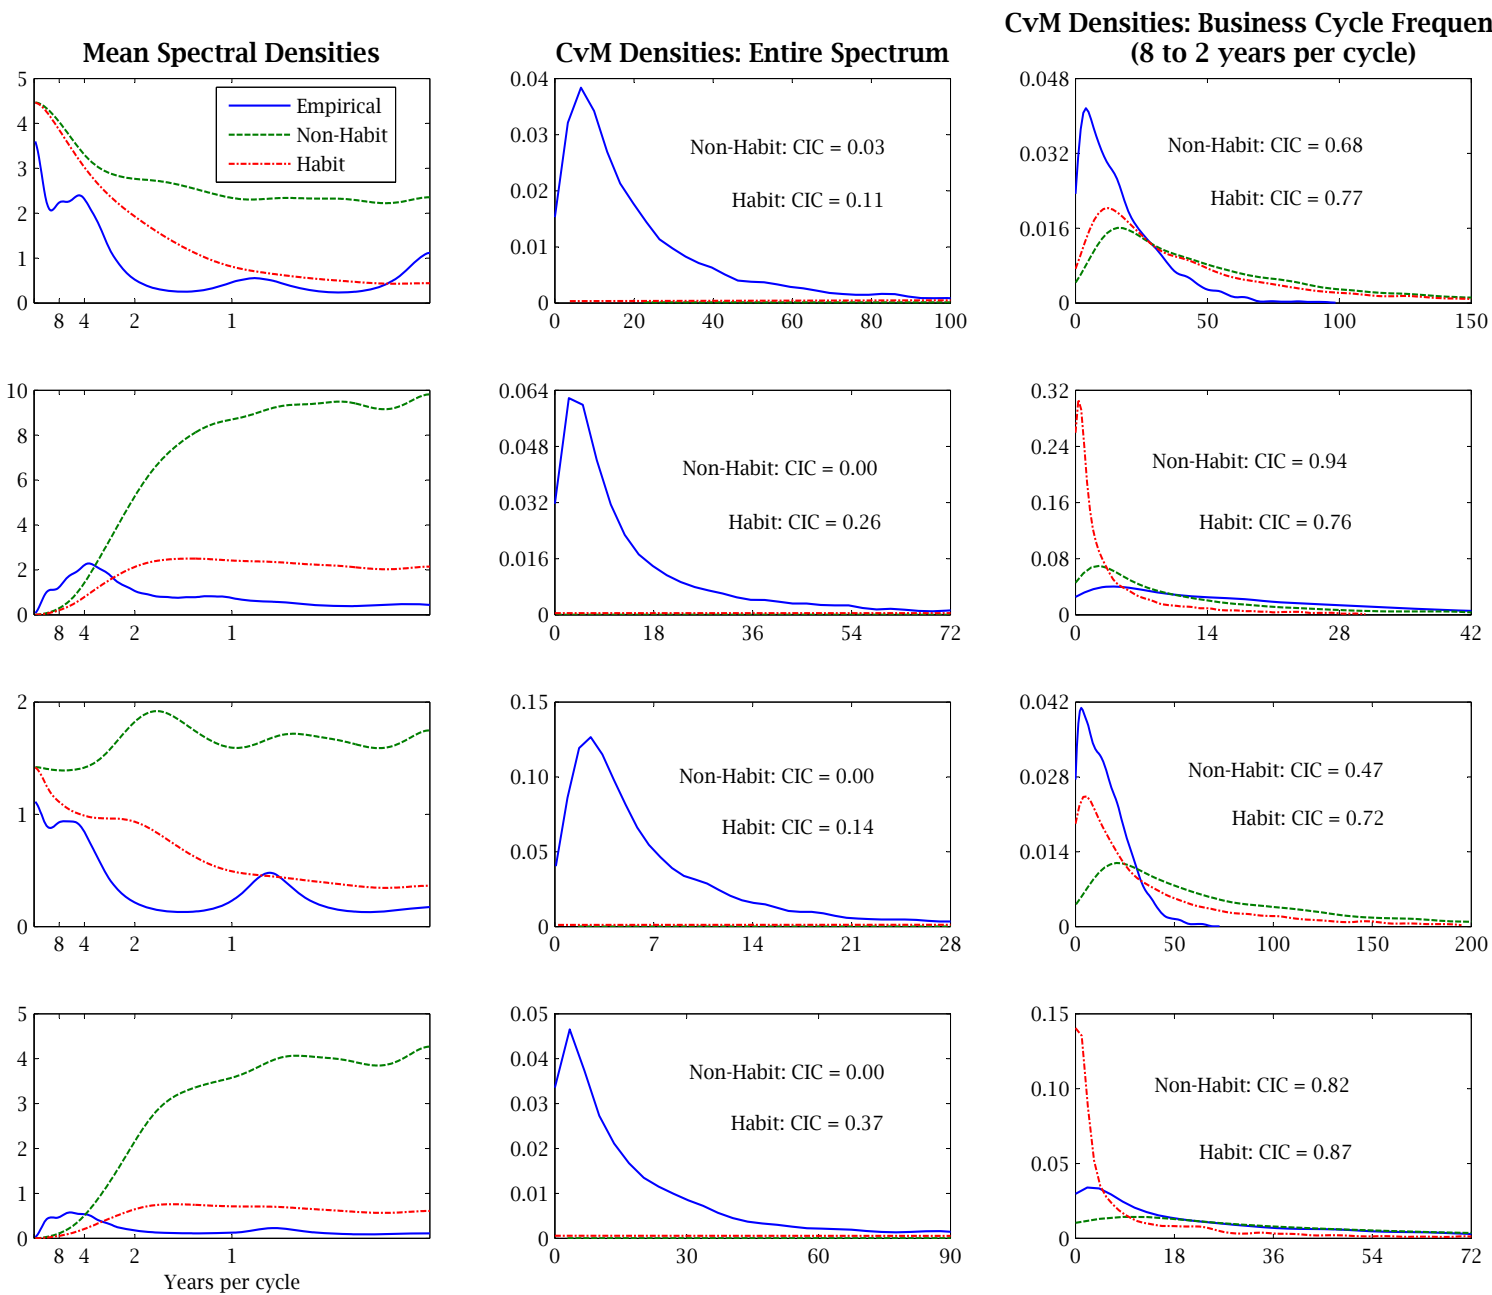 CvM Densities: Business Cycle Frequen
Mean Spectral Densities
CvM Densities: Entire Spectrum
(8 to 2 years per cycle)
5
4
3
2
1
0
8 4 2 1
Empirical
Non-Habit
Habit
0.04
0.03
0.02
0.01
0
0 20 40 60 80 100
Non-Habit: CIC = 0.03
Habit: CIC = 0.11
0.048
0.032
0.016
0
0 50 100 150
Non-Habit: CIC = 0.68
Habit: CIC = 0.77
10
8
6
4
2
0
8 4 2 1
0.064
0.048
0.032
0.016
0
0 18 36 54 72
Non-Habit: CIC = 0.00
Habit: CIC = 0.26
0.32
0.24
0.16
0.08
0
0 14 28 42
Non-Habit: CIC = 0.94
Habit: CIC = 0.76
2
1
0
8 4 2 1
0.15
0.10
0.05
0
0 7 14 21 28
Non-Habit: CIC = 0.00
Habit: CIC = 0.14
0.042
0.028
0.014
0
0 50 100 150 200
Non-Habit: CIC = 0.47
Habit: CIC = 0.72
5
4
3
2
1
0
8 4 2 1
Years per cycle
0.05
0.04
0.03
0.02
0.01
0
0 30 60 90
Non-Habit: CIC = 0.00
Habit: CIC = 0.37
0.15
0.10
0.05
0
0 18 36 54 72
Non-Habit: CIC = 0.82
Habit: CIC = 0.87